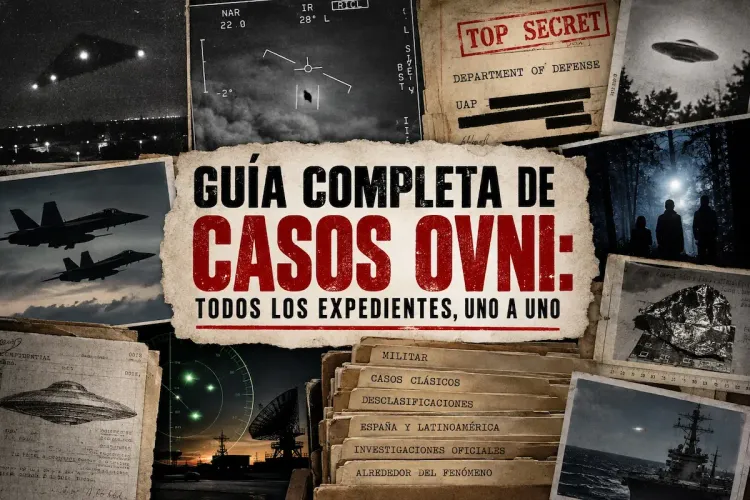 NAR
22.0
IR
28° L
-2°
TOP SECRET
DEPARTMENT OF DEFENSE
UAP
GUÍA COMPLETA DE
CASOS OVNI:
TODOS LOS EXPEDIENTES, UNO A UNO
MILITAR
CASOS CLÁSICOS
DESCLASIFICACIONES
ESPAÑA Y LATINOAMÉRICA
INVESTIGACIONES OFICIALES
ALREDEDOR DEL FENÓMENO